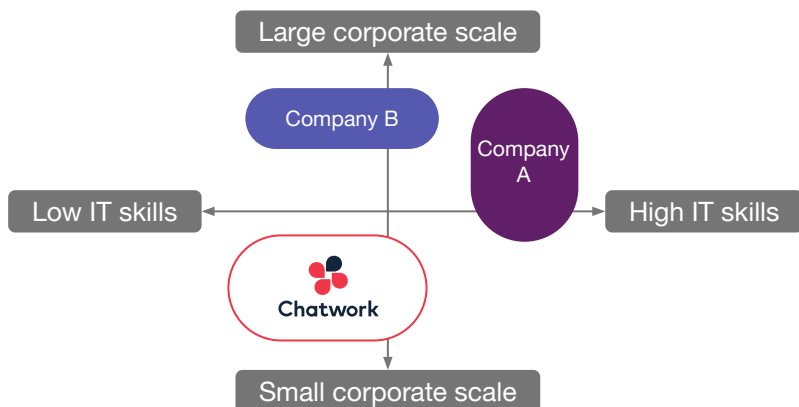 Large corporate scale
Company B
Company
A
Low IT skills
High IT skills
Chatwork
Small corporate scale